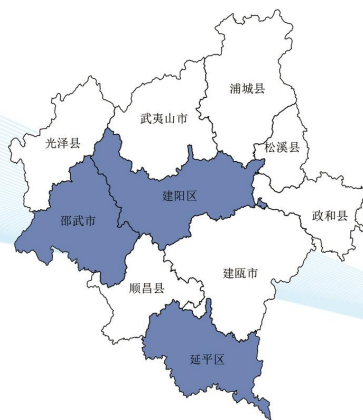 浦城县
武夷山市
光泽县
松溪县
建阳区
邵武市
政和县
建瓯市
顺昌县
延平区